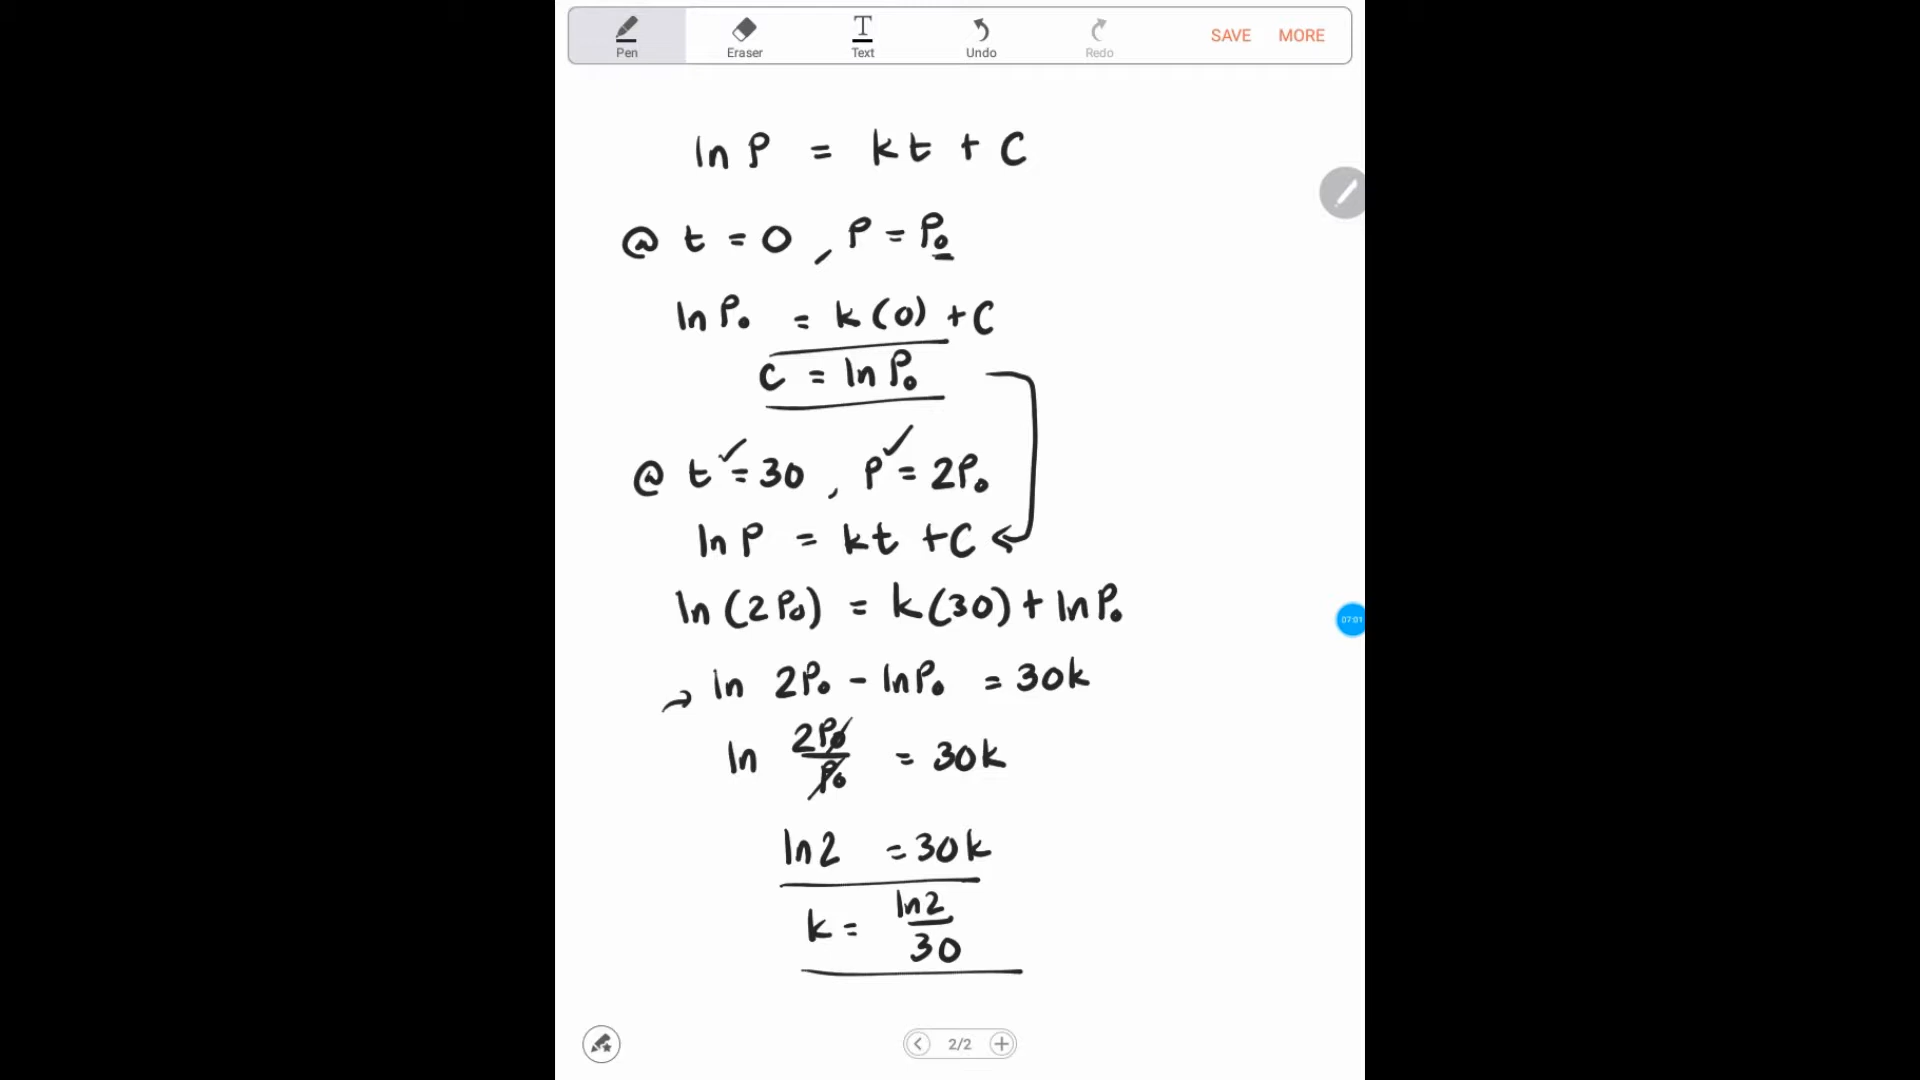 Pen Eraser T Text Undo Redo SAVE MORE
ln P = kt + C
@ t = 0 , P = P₀
ln P₀ = k(0) + C
C = ln P₀
@ t = 30 , P = 2P₀
ln P = kt + C
ln (2P₀) = k(30) + ln P₀
→ ln 2P₀ - ln P₀ = 30k
ln 2P₀/P₀ = 30k
ln 2 = 30k
k = ln 2/30
07:01
2/2